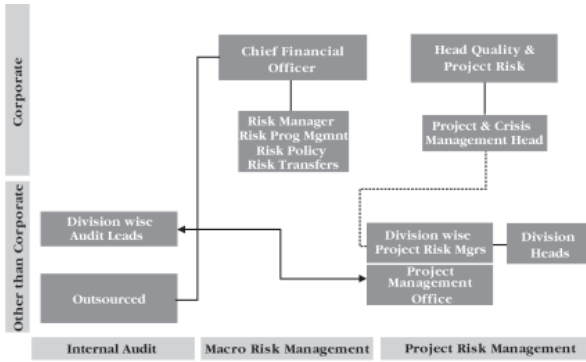 Corporate
Chief Financial
Officer
Head Quality &
Project Risk
Risk Manager
Risk Prog Mgmnt
Risk Policy
Risk Transfers
Project & Crisis
Management Head
Other than Corporate
Division wise
Audit Leads
Division wise
Project Risk Mgrs
Division
Heads
Outsourced
Project
Management
Office
Internal Audit
Macro Risk Management
Project Risk Management